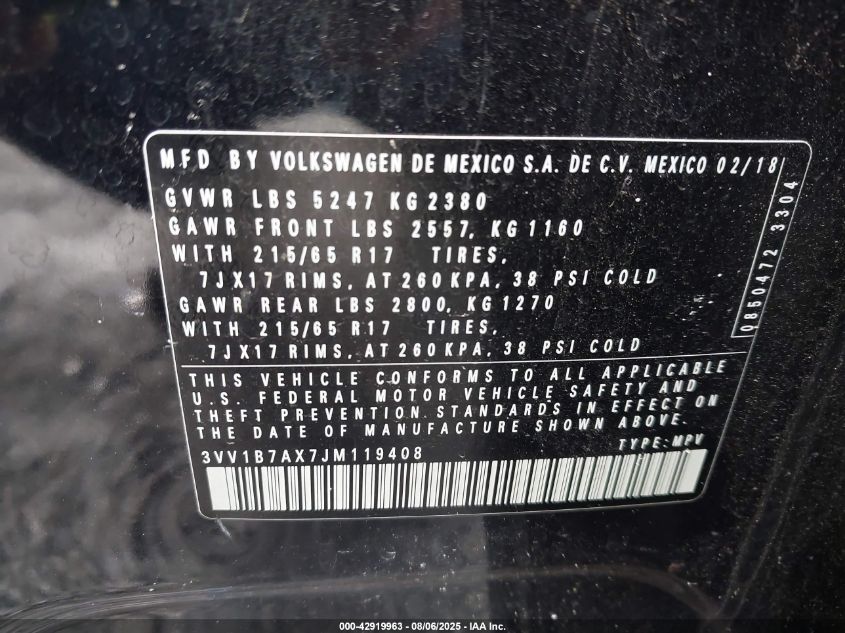 MFD BY VOLKSWAGEN DE MEXICO S.A. DE C.V. MEXICO 02/18
GVWR LBS 5247 KG 2380
GAWR FRONT LBS 2557, KG 1160
WITH 215/65 R17 TIRES,
7JX17 RIMS, AT 260 KPA, 38 PSI COLD
GAWR REAR LBS 2800, KG 1270
WITH 215/65 R17 TIRES,
7JX17 RIMS, AT 260 KPA, 38 PSI COLD
0850472 3304
THIS VEHICLE CONFORMS TO ALL APPLICABLE
U.S. FEDERAL MOTOR VEHICLE SAFETY AND
THEFT PREVENTION STANDARDS IN EFFECT ON
THE DATE OF MANUFACTURE SHOWN ABOVE.
3VV1B7AX7JM119408 TYPE: MPV
000-42919963 - 08/06/2025 - IAA Inc.